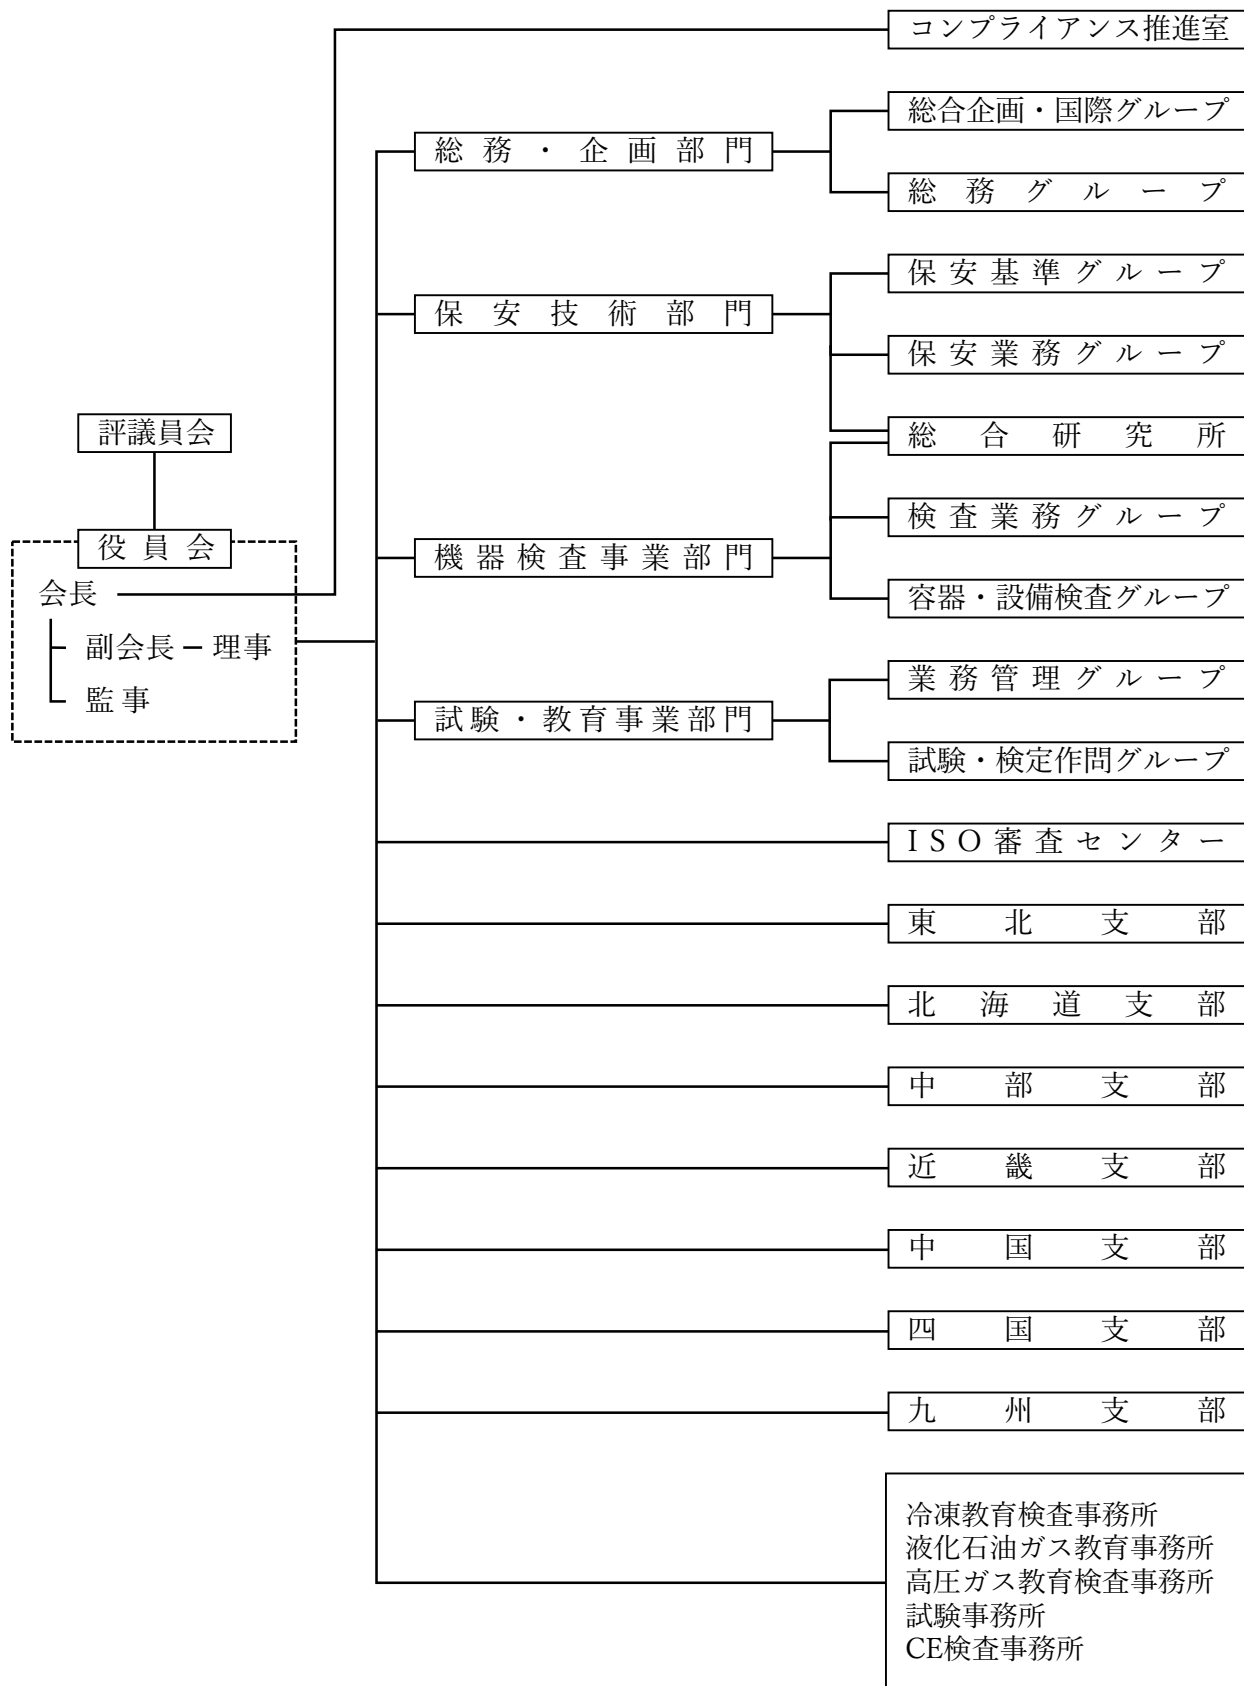 コンプライアンス推進室
総合企画・国際グループ
総務・企画部門
総務グループ
保安基準グループ
保安技術部門
保安業務グループ
評議員会
総合研究所
検査業務グループ
役員会
機器検査事業部門
会長
容器・設備検査グループ
副会長ー理事
業務管理グループ
監事
試験・教育事業部門
試験・検定作問グループ
ISO審査センター
東北支部
北海道支部
中部支部
近畿支部
中国支部
四国支部
九州支部
冷凍教育検査事務所
液化石油ガス教育事務所
高圧ガス教育検査事務所
試験事務所
CE検査事務所